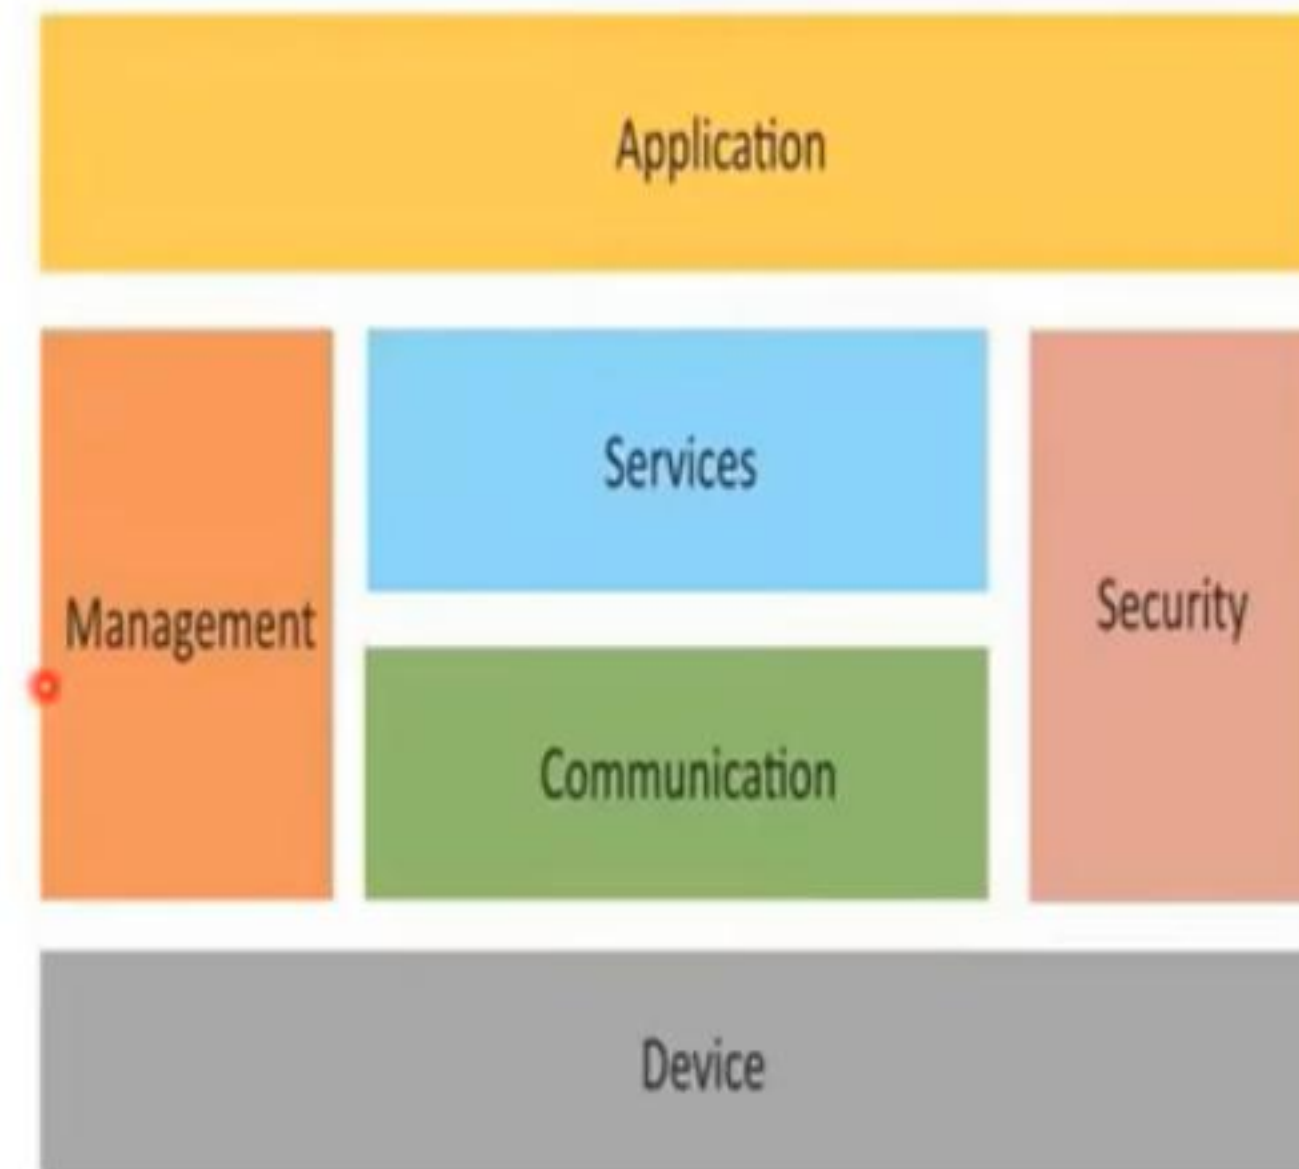 Application
Services
Management
Security
Communication
Device